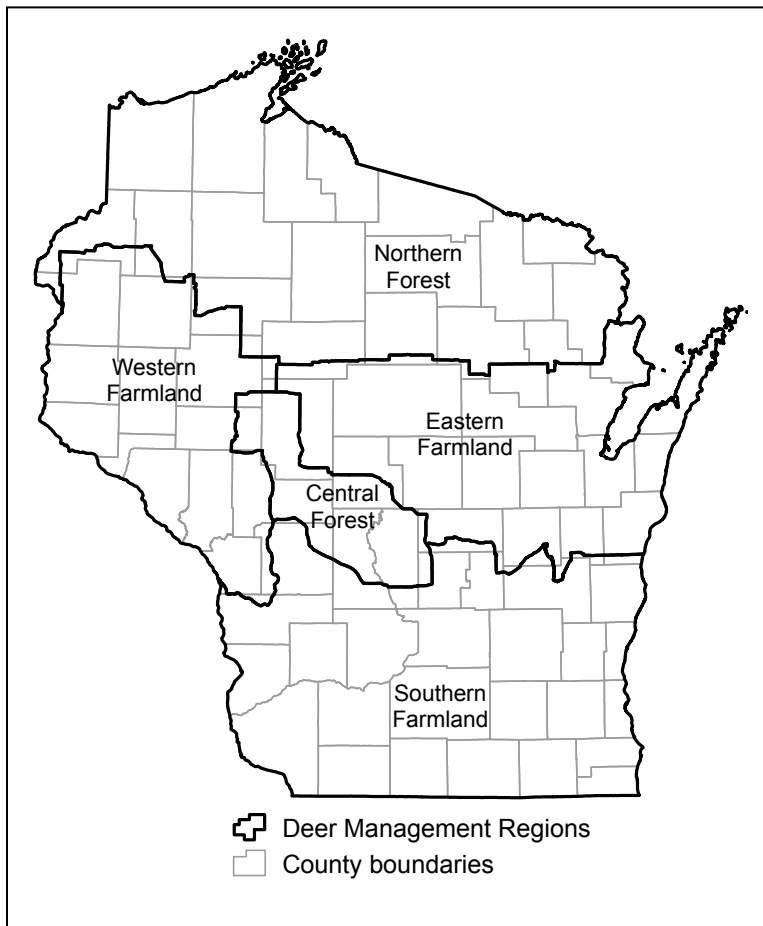 Northern
Forest
Western
Farmland
Eastern
Farmland
Central
Forest
Southern
Farmland
Deer Management Regions
County boundaries